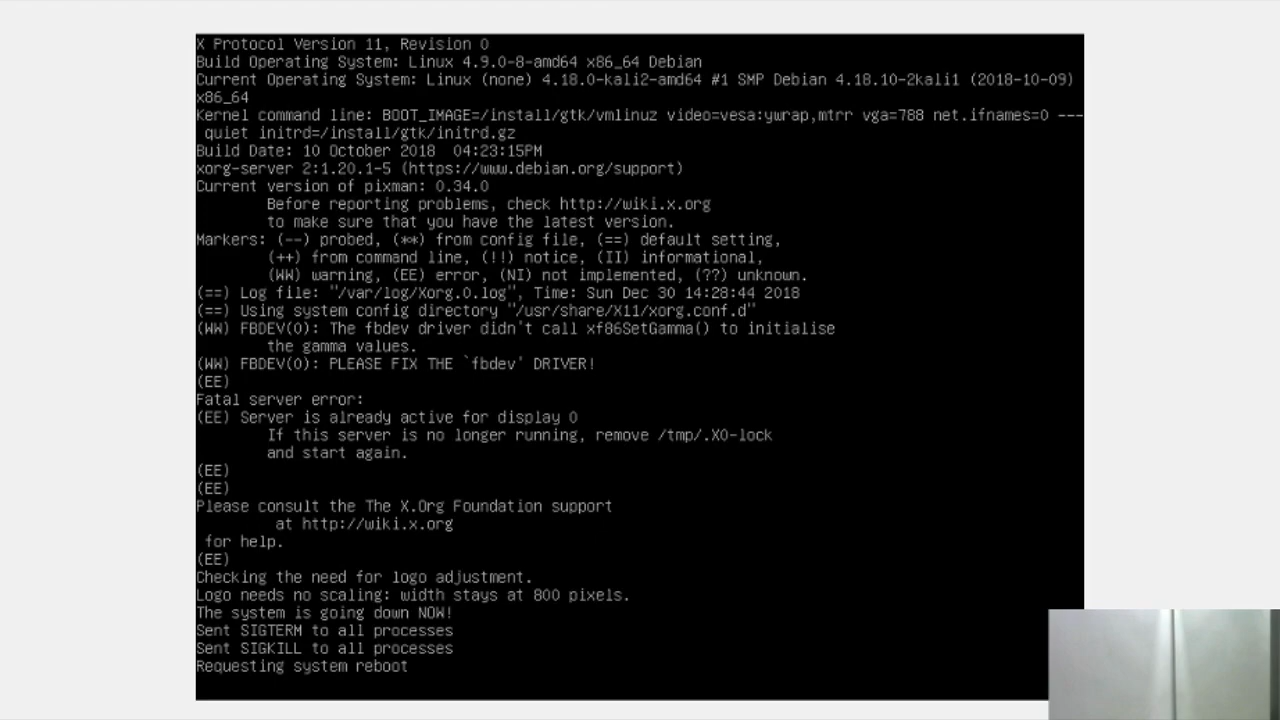 X Protocol Version 11, Revision 0
Build Operating System: Linux 4.9.0-8-amd64 x86_64 Debian
Current Operating System: Linux (none) 4.18.0-kali2-amd64 #1 SMP Debian 4.18.10-2kali1 (2018-10-09)
x86_64
Kernel command line: BOOT_IMAGE=/install/gtk/vmlinuz video=vesa:ywrap,mtrr vga=788 net.ifnames=0 ---
quiet initrd=/install/gtk/initrd.gz
Build Date: 10 October 2018  04:23:15PM
xorg-server 2:1.20.1-5 (https://www.debian.org/support)
Current version of pixman: 0.34.0
Before reporting problems, check http://wiki.x.org
to make sure that you have the latest version.
Markers: (--) probed, (**) from config file, (==) default setting,
(++) from command line, (!!) notice, (II) informational,
(WW) warning, (EE) error, (NI) not implemented, (??) unknown.
(==) Log file: "/var/log/Xorg.0.log", Time: Sun Dec 30 14:28:44 2018
(==) Using system config directory "/usr/share/X11/xorg.conf.d"
(WW) FBDEV(0): The fbdev driver didn't call xf86SetGamma() to initialise
the gamma values.
(WW) FBDEV(0): PLEASE FIX THE `fbdev' DRIVER!
(EE)
Fatal server error:
(EE) Server is already active for display 0
If this server is no longer running, remove /tmp/.X0-lock
and start again.
(EE)
(EE)
Please consult the The X.Org Foundation support
at http://wiki.x.org
for help.
(EE)
Checking the need for logo adjustment.
Logo needs no scaling: width stays at 800 pixels.
The system is going down NOW!
Sent SIGTERM to all processes
Sent SIGKILL to all processes
Requesting system reboot